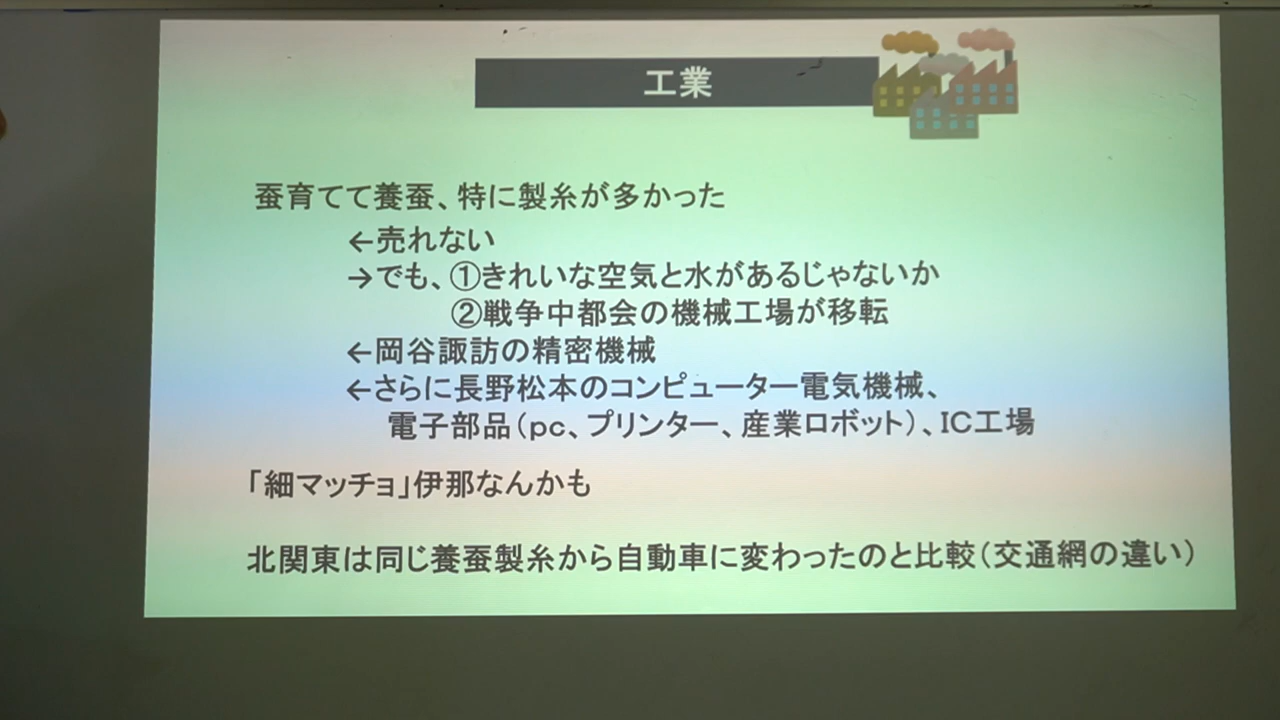 工業
蚕育てて養蚕、特に製糸が多かった
←売れない
→でも、①きれいな空気と水があるじゃないか
②戦争中都会の機械工場が移転
←岡谷諏訪の精密機械
←さらに長野松本のコンピューター電気機械、
電子部品(pc、プリンター、産業ロボット)、IC工場
「細マッチョ」伊那なんかも
北関東は同じ養蚕製糸から自動車に変わったのと比較(交通網の違い)